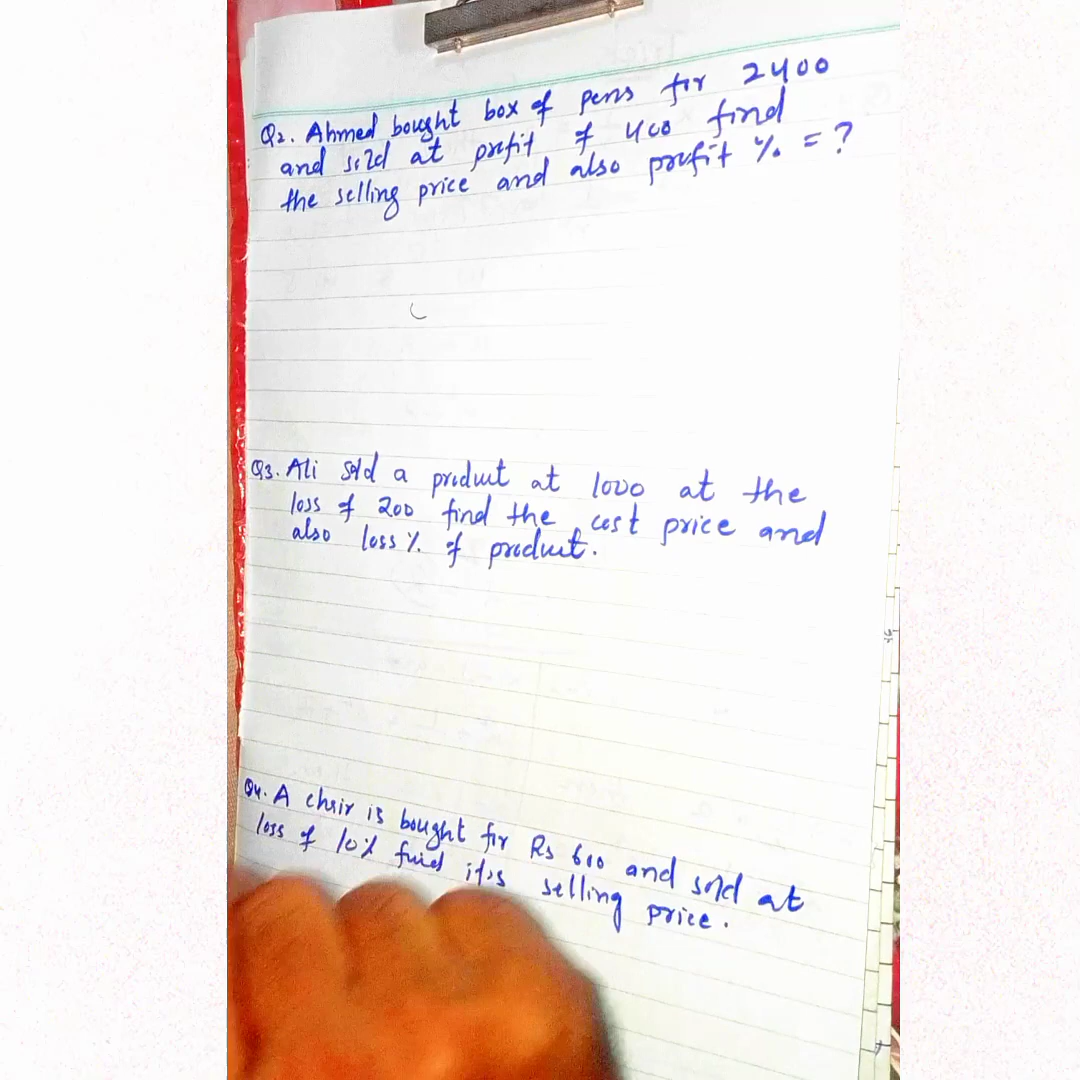 Q2. Ahmed bought box of pens for 2400
and sold at profit of 400 find
the selling price and also profit % = ?
Q3. Ali sold a product at 1000 at the
loss of 200 find the cost price and
also loss % of product.
Q4. A chair is bought for Rs 600 and sold at
loss of 10% find it's selling price.